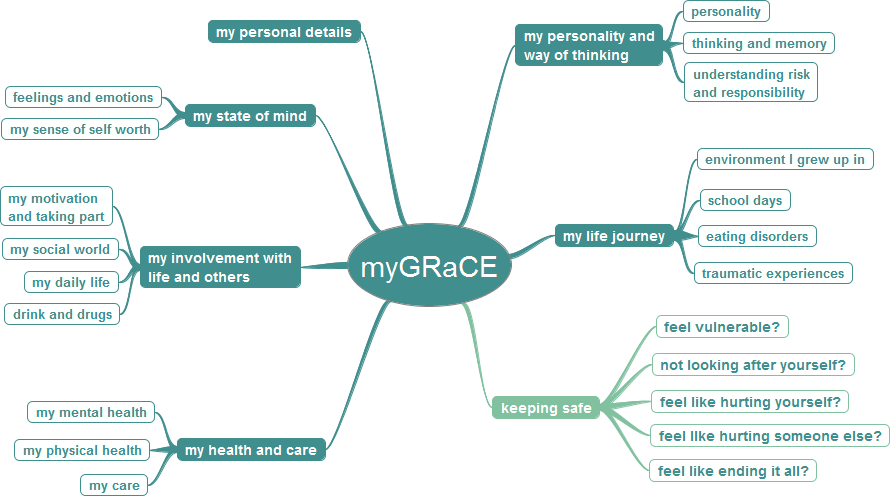 my personal details
my state of mind
feelings and emotions
my sense of self worth
my involvement with
life and others
my motivation
and taking part
my social world
my daily life
drink and drugs
my health and care
my mental health
my physical health
my care
myGRaCE
my personality and
way of thinking
personality
thinking and memory
understanding risk
and responsibility
my life journey
environment I grew up in
school days
eating disorders
traumatic experiences
keeping safe
feel vulnerable?
not looking after yourself?
feel like hurting yourself?
feel lIke hurting someone else?
feel like ending it all?